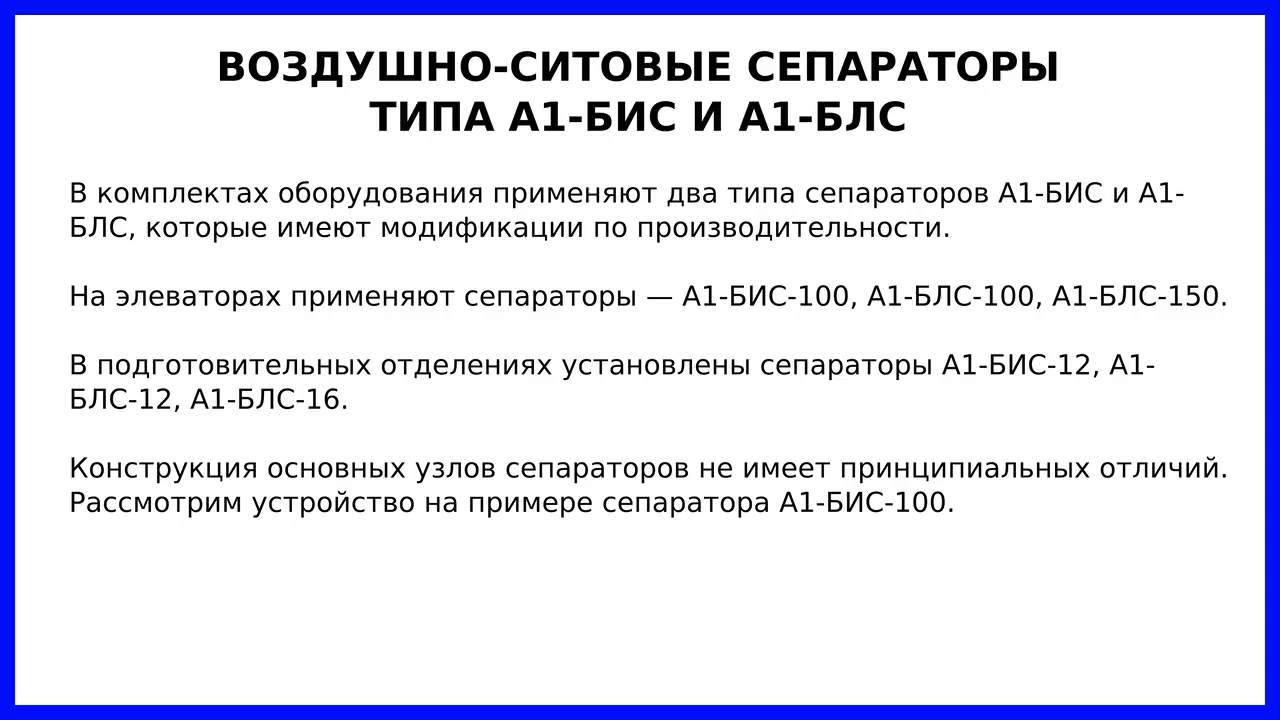 ВОЗДУШНО-СИТОВЫЕ СЕПАРАТОРЫ
ТИПА А1-БИС И А1-БЛС
В комплектах оборудования применяют два типа сепараторов А1-БИС и А1-
БЛС, которые имеют модификации по производительности.
На элеваторах применяют сепараторы — А1-БИС-100, А1-БЛС-100, А1-БЛС-150.
В подготовительных отделениях установлены сепараторы А1-БИС-12, А1-
БЛС-12, А1-БЛС-16.
Конструкция основных узлов сепараторов не имеет принципиальных отличий.
Рассмотрим устройство на примере сепаратора А1-БИС-100.